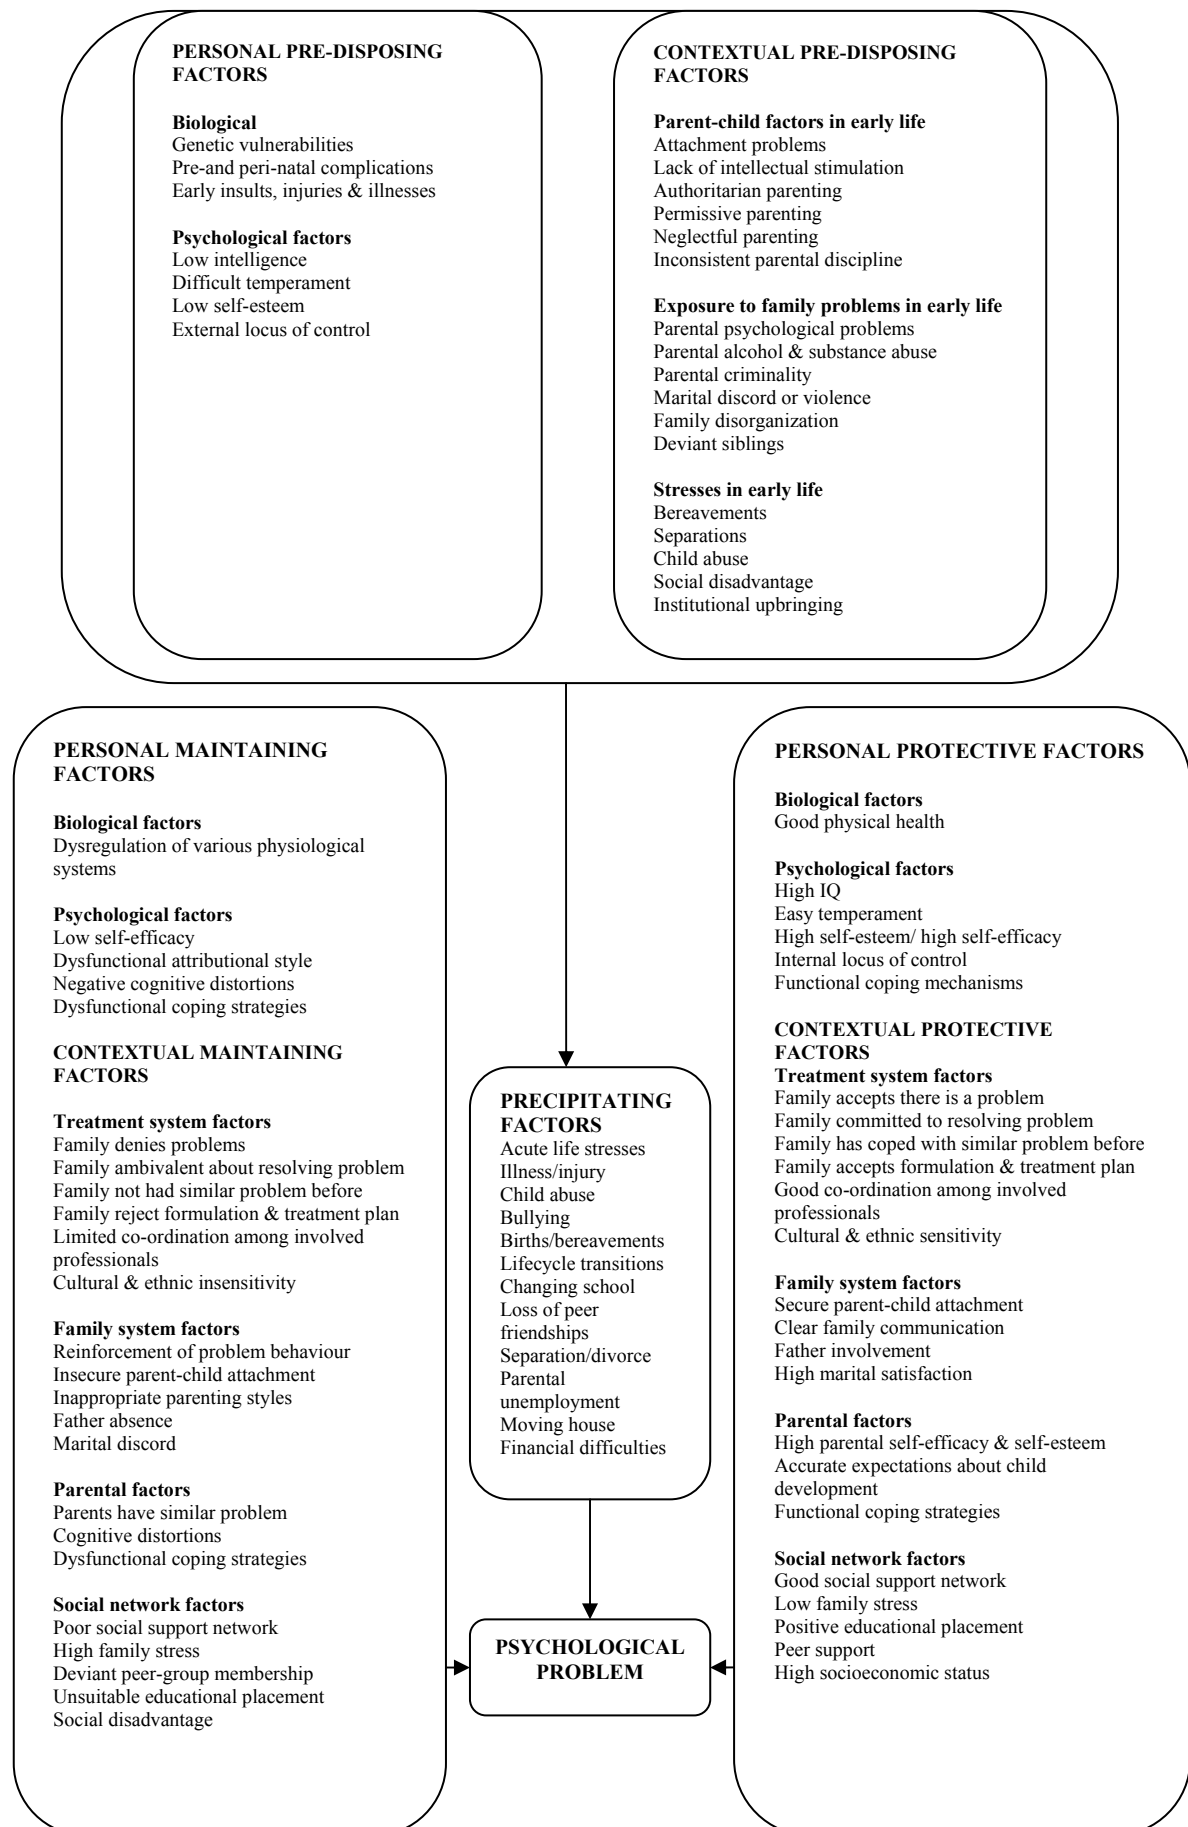 PERSONAL PRE-DISPOSING
FACTORS
Biological
Genetic vulnerabilities
Pre-and peri-natal complications
Early insults, injuries & illnesses
Psychological factors
Low intelligence
Difficult temperament
Low self-esteem
External locus of control
CONTEXTUAL PRE-DISPOSING
FACTORS
Parent-child factors in early life
Attachment problems
Lack of intellectual stimulation
Authoritarian parenting
Permissive parenting
Neglectful parenting
Inconsistent parental discipline
Exposure to family problems in early life
Parental psychological problems
Parental alcohol & substance abuse
Parental criminality
Marital discord or violence
Family disorganization
Deviant siblings
Stresses in early life
Bereavements
Separations
Child abuse
Social disadvantage
Institutional upbringing
PERSONAL MAINTAINING
FACTORS
Biological factors
Dysregulation of various physiological
systems
Psychological factors
Low self-efficacy
Dysfunctional attributional style
Negative cognitive distortions
Dysfunctional coping strategies
CONTEXTUAL MAINTAINING
FACTORS
Treatment system factors
Family denies problems
Family ambivalent about resolving problem
Family not had similar problem before
Family reject formulation & treatment plan
Limited co-ordination among involved
professionals
Cultural & ethnic insensitivity
Family system factors
Reinforcement of problem behaviour
Insecure parent-child attachment
Inappropriate parenting styles
Father absence
Marital discord
Parental factors
Parents have similar problem
Cognitive distortions
Dysfunctional coping strategies
Social network factors
Poor social support network
High family stress
Deviant peer-group membership
Unsuitable educational placement
Social disadvantage
PRECIPITATING
FACTORS
Acute life stresses
Illness/injury
Child abuse
Bullying
Births/bereavements
Lifecycle transitions
Changing school
Loss of peer
friendships
Separation/divorce
Parental
unemployment
Moving house
Financial difficulties
PSYCHOLOGICAL
PROBLEM
PERSONAL PROTECTIVE FACTORS
Biological factors
Good physical health
Psychological factors
High IQ
Easy temperament
High self-esteem/ high self-efficacy
Internal locus of control
Functional coping mechanisms
CONTEXTUAL PROTECTIVE
FACTORS
Treatment system factors
Family accepts there is a problem
Family committed to resolving problem
Family has coped with similar problem before
Family accepts formulation & treatment plan
Good co-ordination among involved
professionals
Cultural & ethnic sensitivity
Family system factors
Secure parent-child attachment
Clear family communication
Father involvement
High marital satisfaction
Parental factors
High parental self-efficacy & self-esteem
Accurate expectations about child
development
Functional coping strategies
Social network factors
Good social support network
Low family stress
Positive educational placement
Peer support
High socioeconomic status